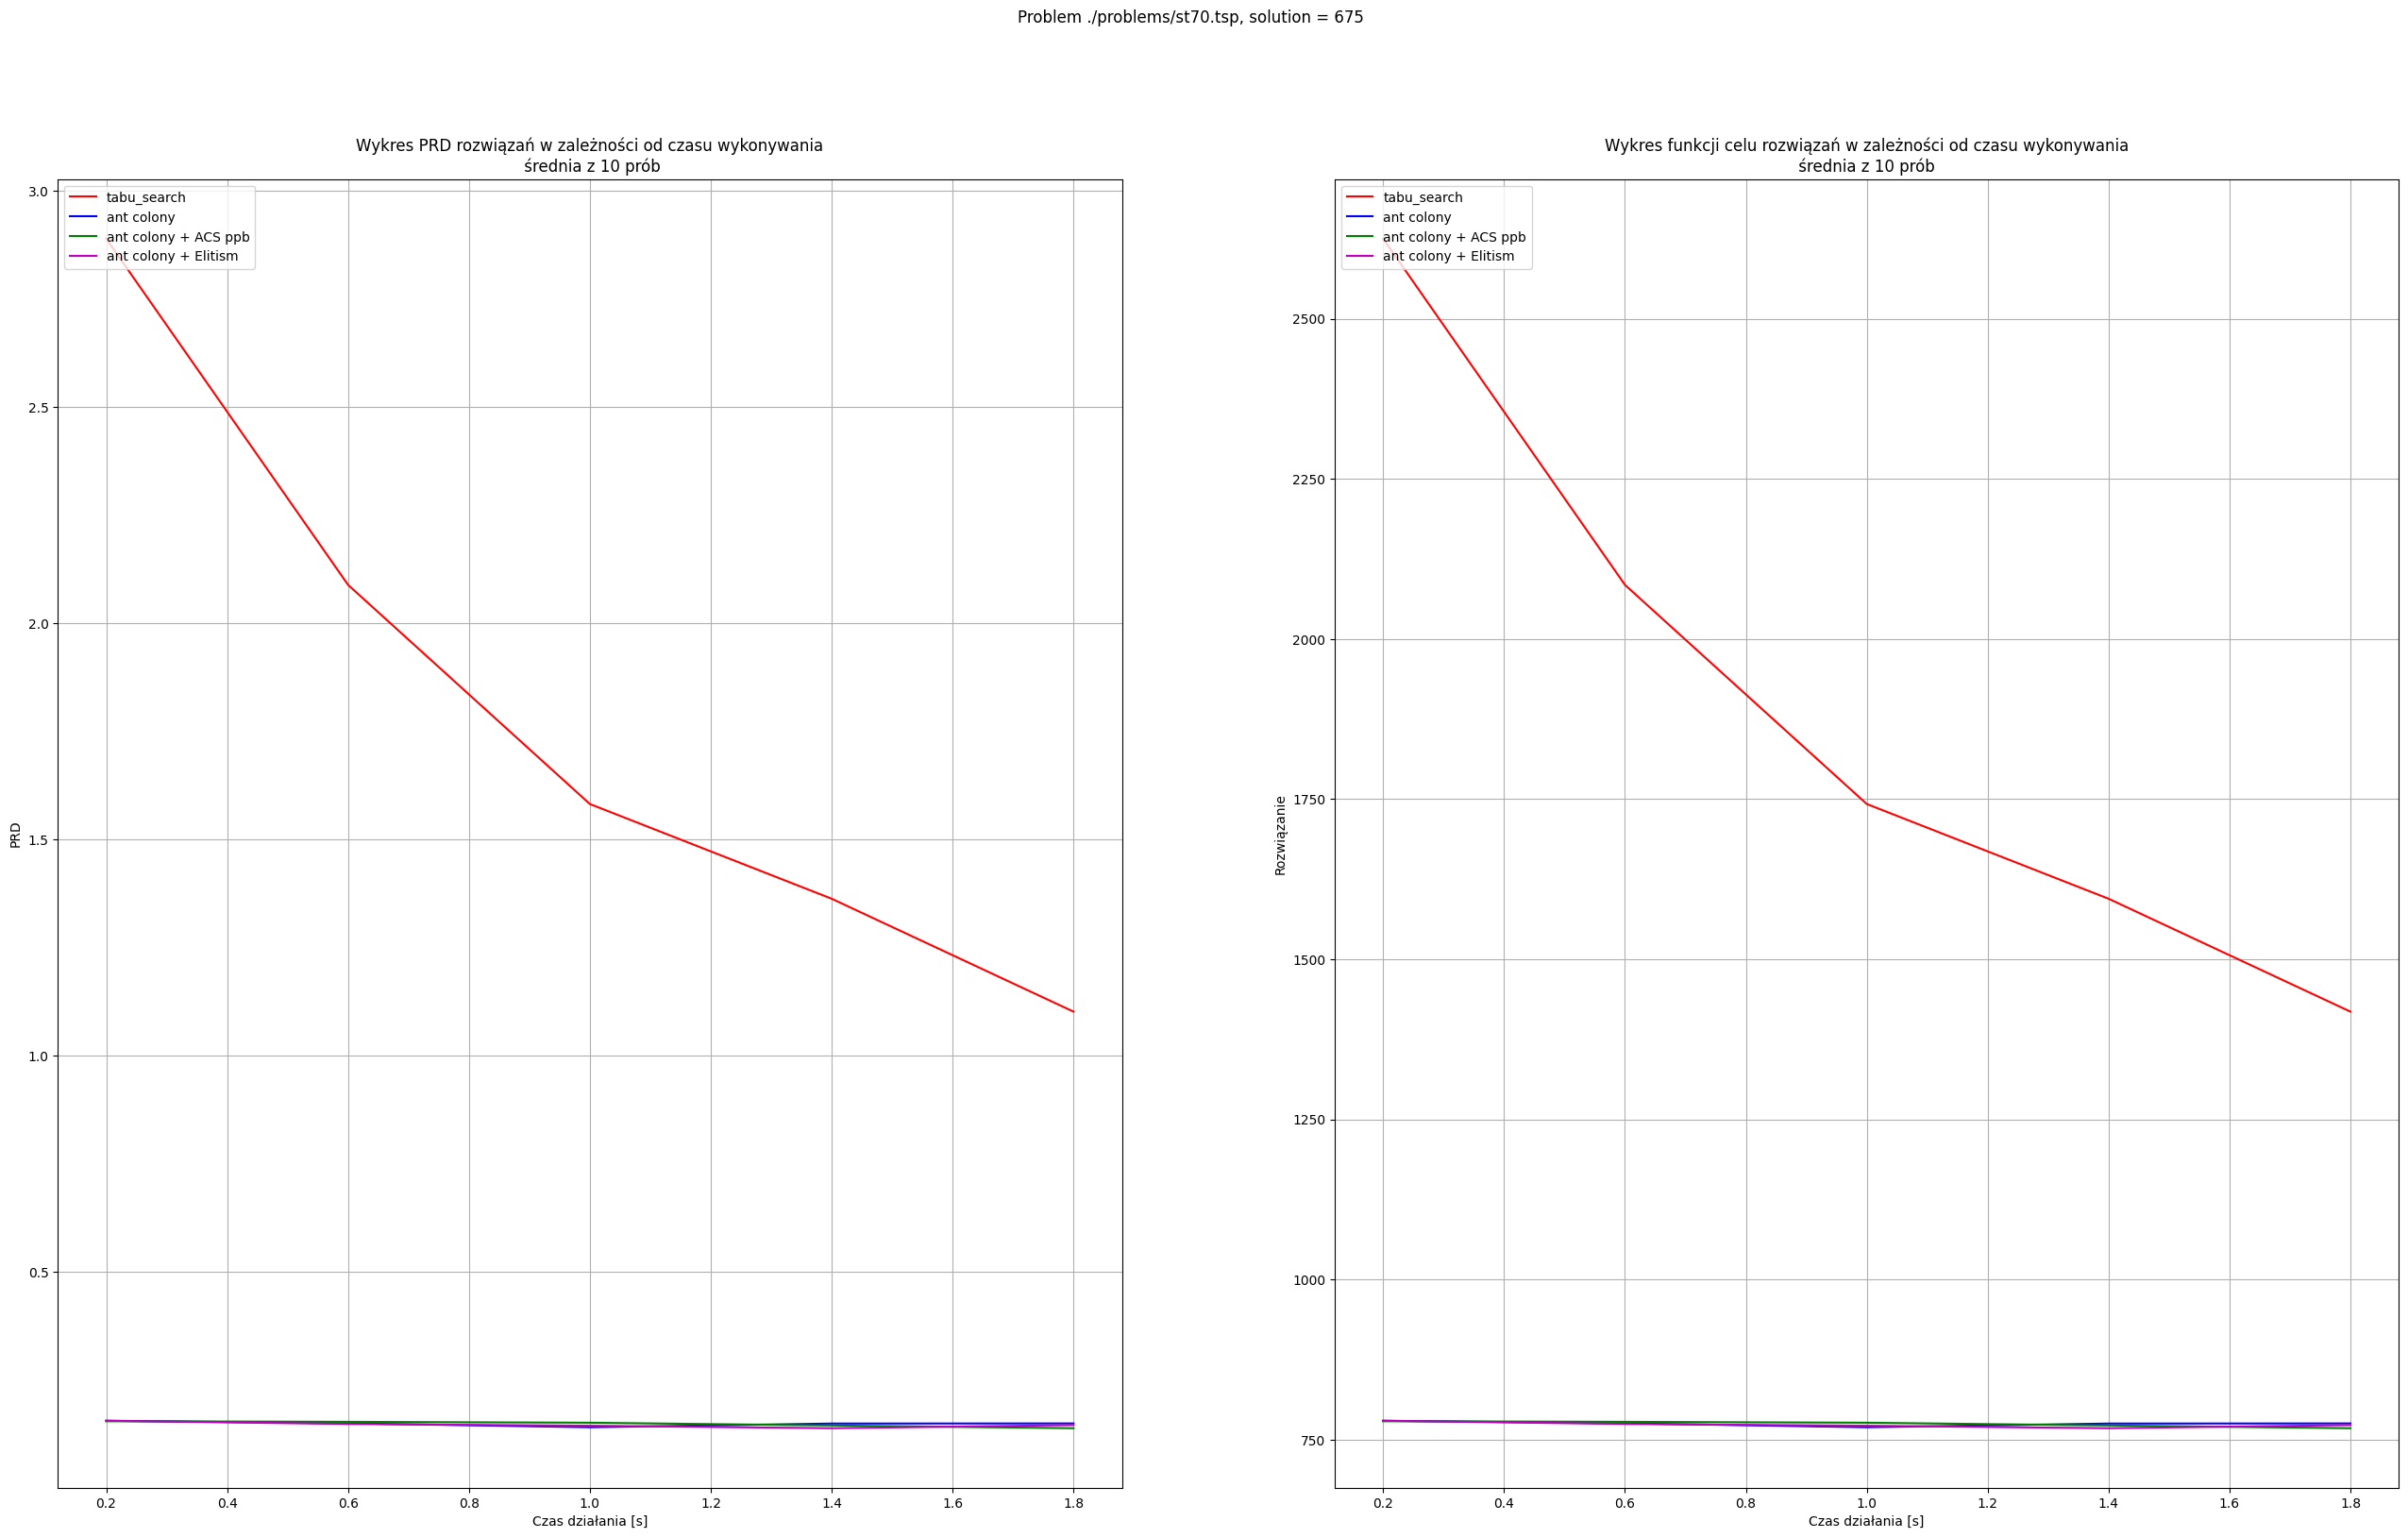 Problem ./problems/st70.tsp, solution = 675
Wykres PRD rozwiązań w zależności od czasu wykonywania
średnia z 10 prób
3.0
2.5
2.0
1.5
1.0
0.5
PRD
tabu_search
ant colony
ant colony + ACS ppb
ant colony + Elitism
0.2 0.4 0.6 0.8 1.0 1.2 1.4 1.6 1.8
Czas działania [s]
Wykres funkcji celu rozwiązań w zależności od czasu wykonywania
średnia z 10 prób
2500
2250
2000
1750
1500
1250
1000
750
Rozwiązanie
tabu_search
ant colony
ant colony + ACS ppb
ant colony + Elitism
0.2 0.4 0.6 0.8 1.0 1.2 1.4 1.6 1.8
Czas działania [s]